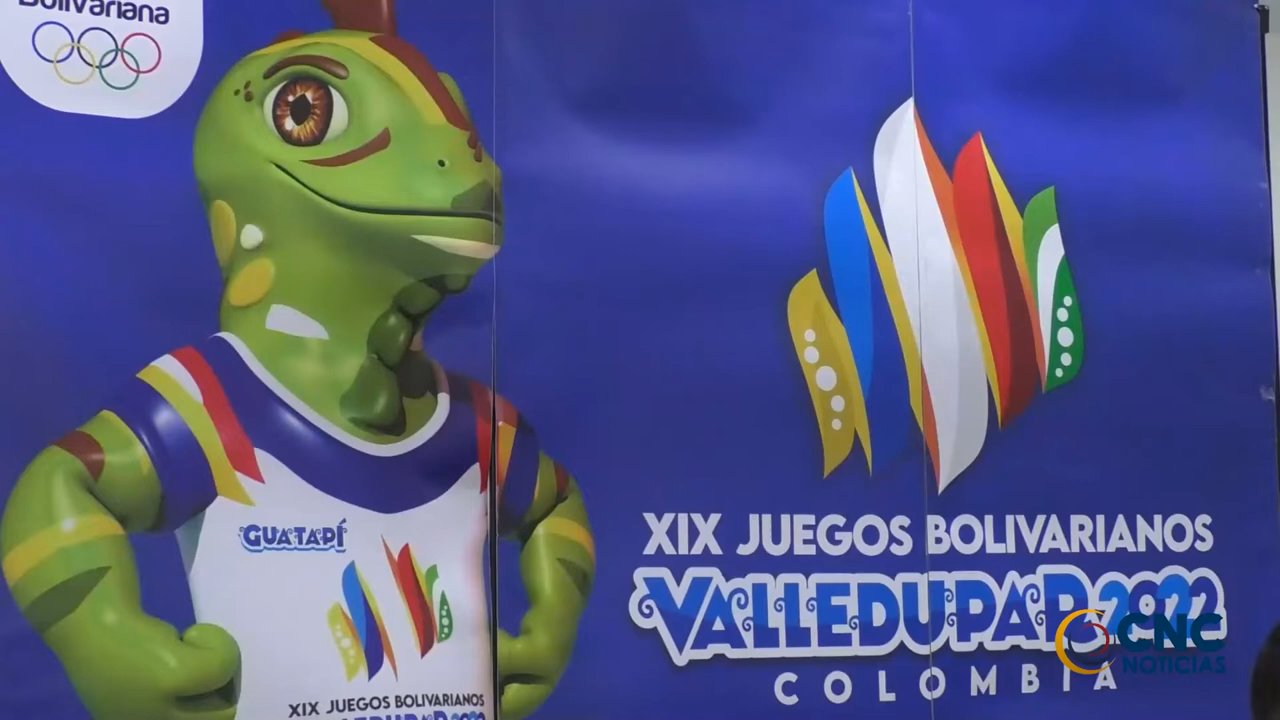 Bolivariana
GUATAPÍ
XIX JUEGOS BOLIVARIANOS
XIX JUEGOS BOLIVARIANOS
VALLEDUPAR 2022
COLOMBIA
CNC
NOTICIAS